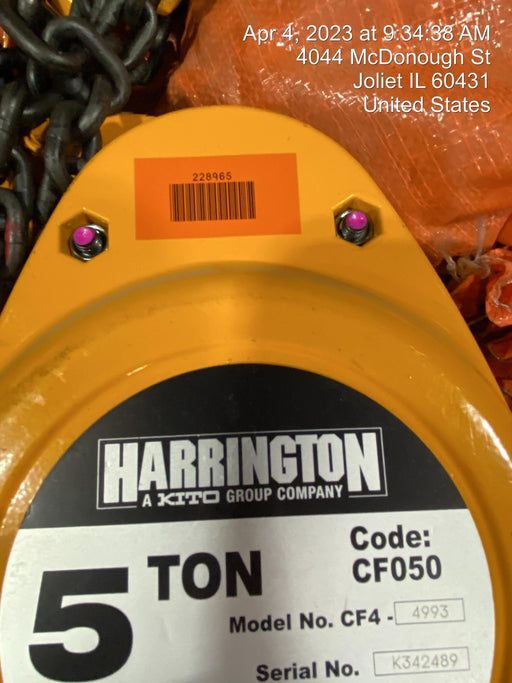 Apr 4, 2023 at 9:34:38 AM
4044 McDonough St
Joliet IL 60431
United States
228965
HARRINGTON
A KITO GROUP COMPANY
5 TON
Code:
CF050
Model No. CF4 - 4993
Serial No. K342489